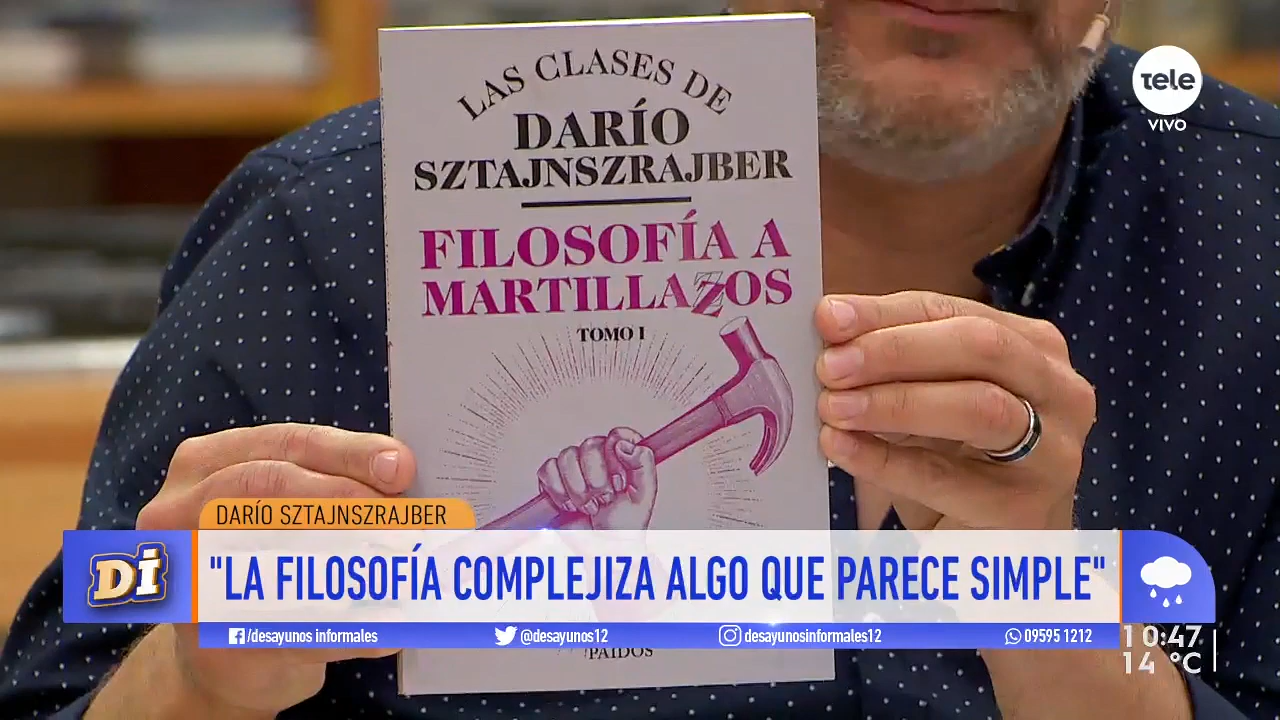 LAS CLASES DE
DARÍO
SZTAJNSZRAJBER
FILOSOFÍA A
MARTILLAZOS
TOMO I
tele
VIVO
DARÍO SZTAJNSZRAJBER
Di
"LA FILOSOFÍA COMPLEJIZA ALGO QUE PARECE SIMPLE"
/desayunos informales
@desayunos12
desayunosinformales12
09595 1212
10:47
14 °C
PAIDÓS